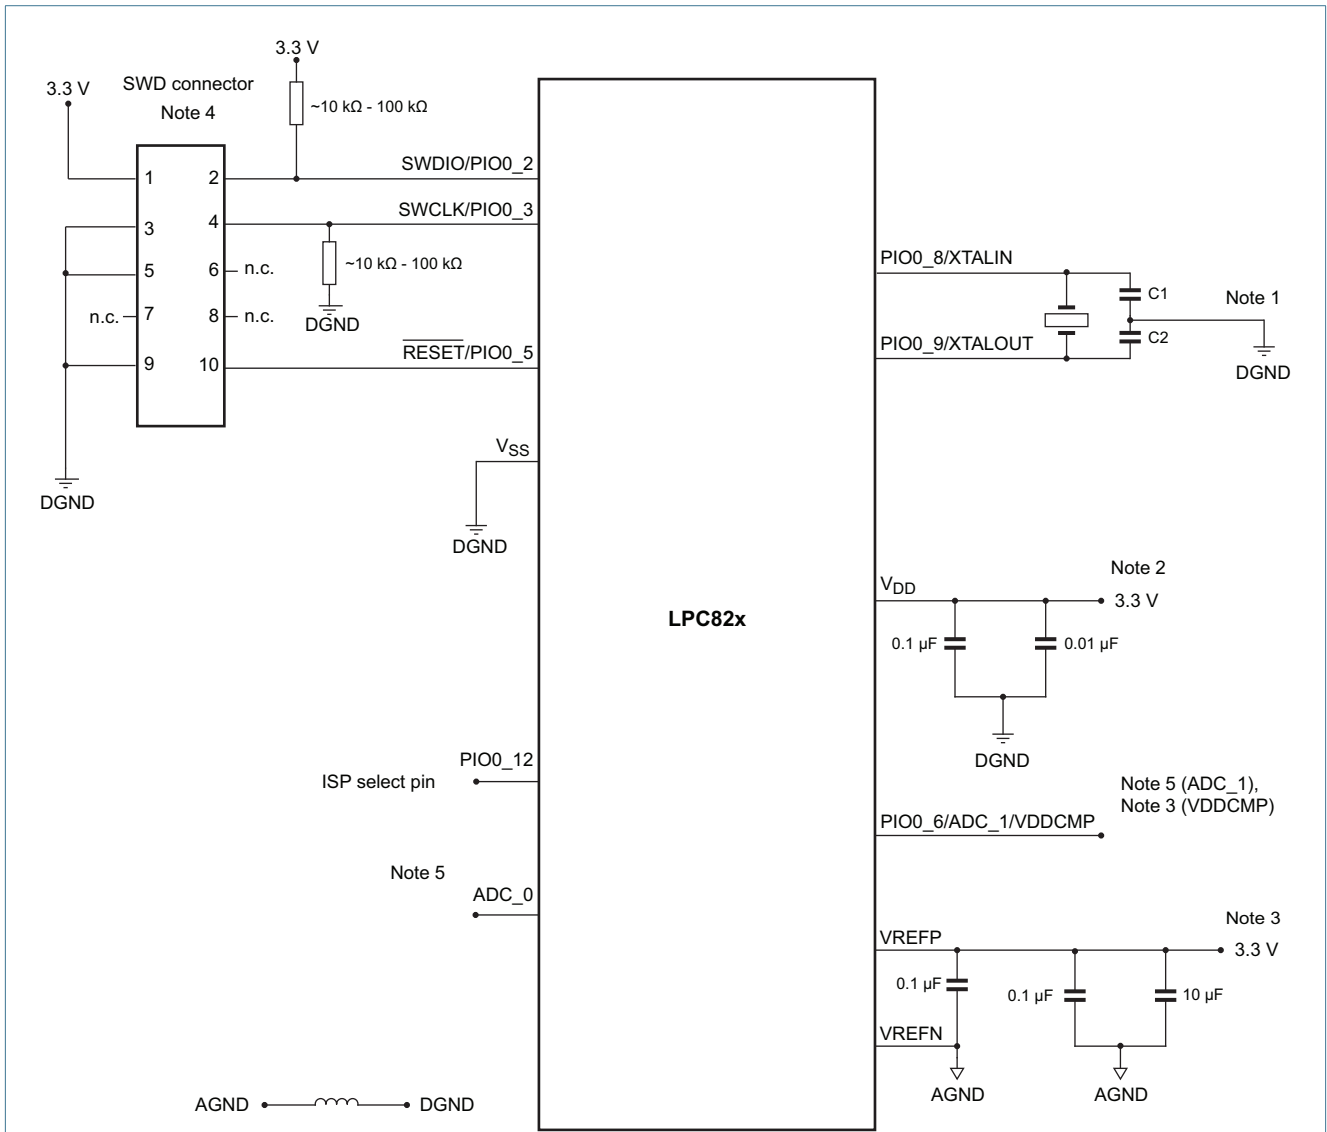 3.3 V
3.3 V
SWD connector
Note 4
~10 kΩ - 100 kΩ
1
2
SWDIO/PIO0_2
3
4
SWCLK/PIO0_3
5
6
n.c.
~10 kΩ - 100 kΩ
n.c.
7
8
n.c.
DGND
9
10
RESET/PIO0_5
DGND
VSS
DGND
PIO0_8/XTALIN
C1
Note 1
C2
PIO0_9/XTALOUT
DGND
LPC82x
Note 2
VDD
3.3 V
0.1 µF
0.01 µF
DGND
ISP select pin
PIO0_12
Note 5 (ADC_1),
Note 3 (VDDCMP)
PIO0_6/ADC_1/VDDCMP
Note 5
ADC_0
Note 3
VREFP
3.3 V
0.1 µF
0.1 µF
10 µF
VREFN
AGND
AGND
AGND
DGND